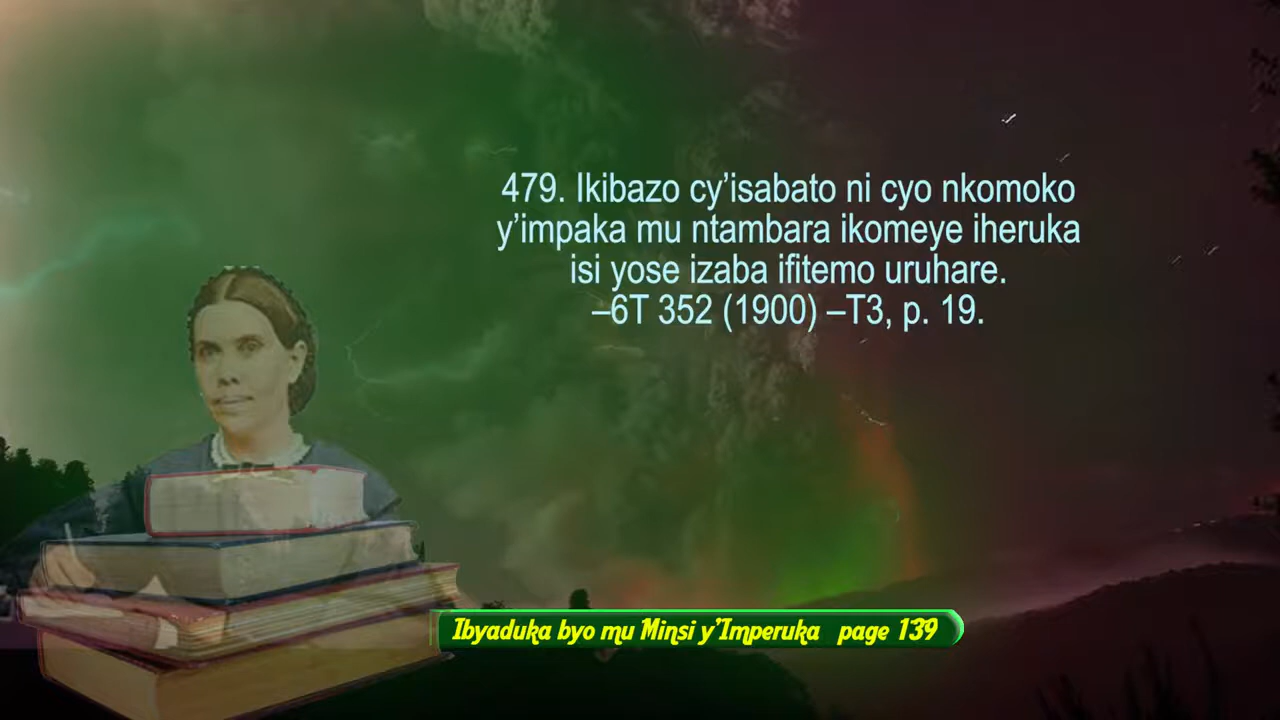 479. Ikibazo cy’isabato ni cyo nkomoko
y’impaka mu ntambara ikomeye iheruka
isi yose izaba ifitemo uruhare.
–6T 352 (1900) –T3, p. 19.
Ibyaduka byo mu Minsi y’Imperuka page 139